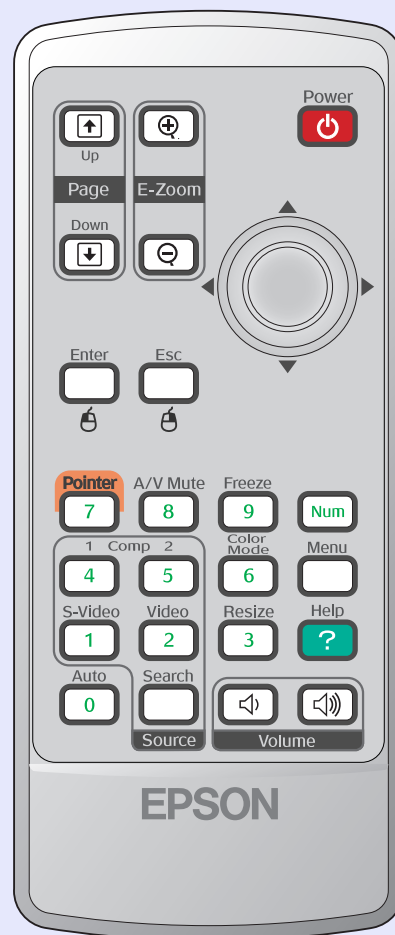 Power
Up
Page E-Zoom
Down
Enter Esc
Pointer A/V Mute Freeze
7 8 9 Num
1 Comp 2 Color Mode Menu
4 5 6
S-Video Video Resize Help
1 2 3 ?
Auto Search
0
Source Volume
EPSON